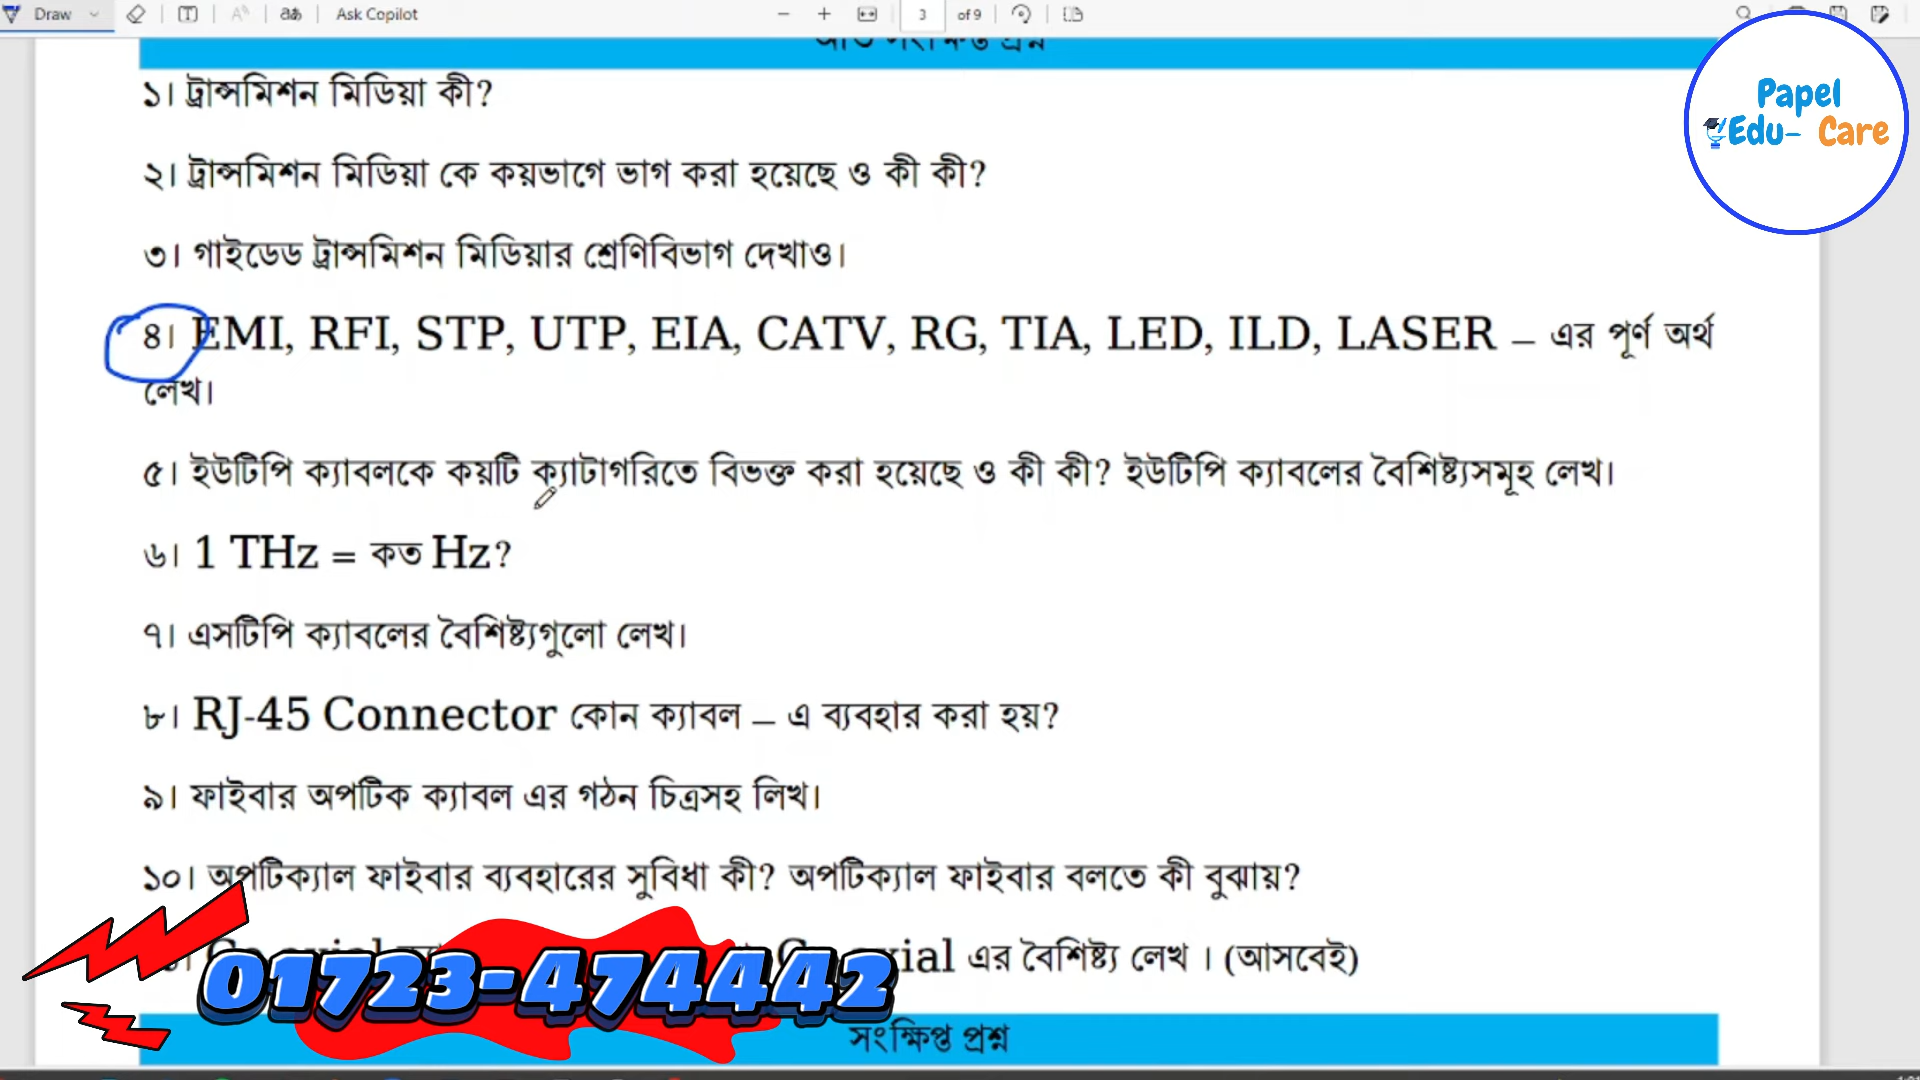 Draw
Ask Copilot
3 of 9
Papel
Edu- Care
১। ট্রান্সমিশন মিডিয়া কী?
২। ট্রান্সমিশন মিডিয়া কে কয়ভাগে ভাগ করা হয়েছে ও কী কী?
৩। গাইডেড ট্রান্সমিশন মিডিয়ার শ্রেণিবিভাগ দেখাও।
৪। EMI, RFI, STP, UTP, EIA, CATV, RG, TIA, LED, ILD, LASER – এর পূর্ণ অর্থ
লেখ।
৫। ইউটিপি ক্যাবলকে কয়টি ক্যাটাগরিতে বিভক্ত করা হয়েছে ও কী কী? ইউটিপি ক্যাবলের বৈশিষ্ট্যসমূহ লেখ।
৬। 1 THz = কত Hz?
৭। এসটিপি ক্যাবলের বৈশিষ্ট্যগুলো লেখ।
৮। RJ-45 Connector কোন ক্যাবল – এ ব্যবহার করা হয়?
৯। ফাইবার অপটিক ক্যাবল এর গঠন চিত্রসহ লিখ।
১০। অপটিক্যাল ফাইবার ব্যবহারের সুবিধা কী? অপটিক্যাল ফাইবার বলতে কী বুঝায়?
এর বৈশিষ্ট্য লেখ । (আসবেই)
01723-474442
সংক্ষিপ্ত প্রশ্ন